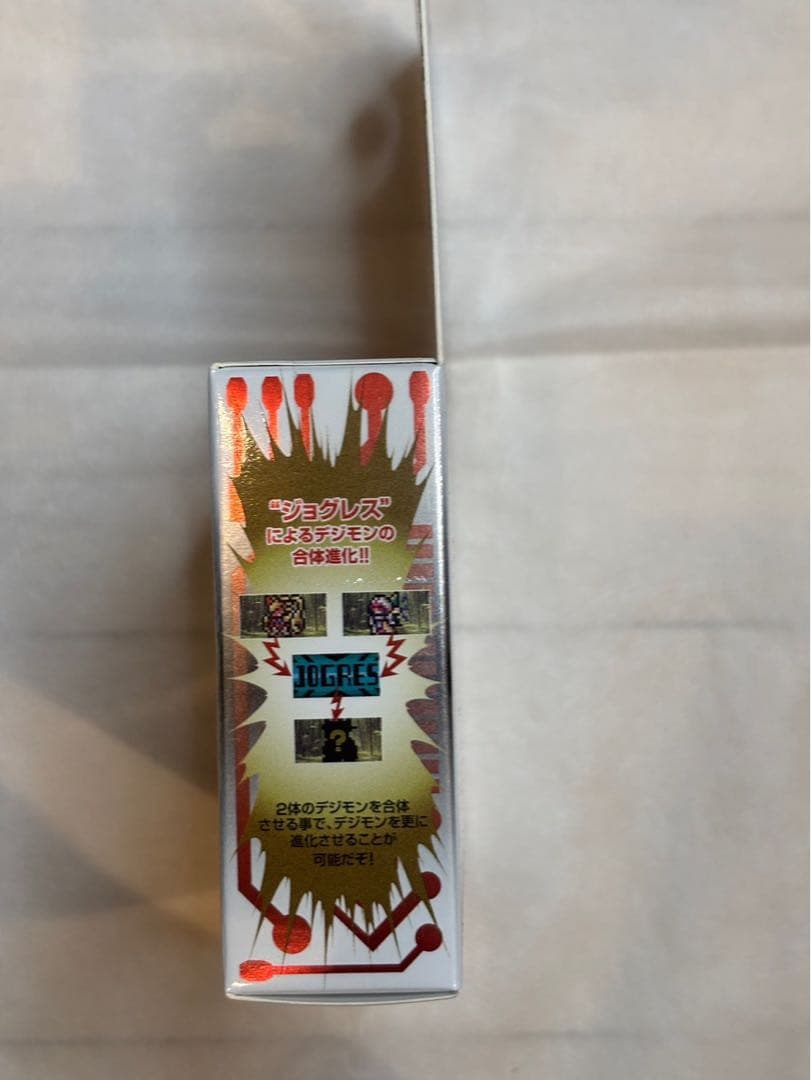 “ジョグレス”
によるデジモンの
合体進化!!
JOGRES
?
2体のデジモンを合体
させる事で、デジモンを更に
進化させることが
可能だぞ!